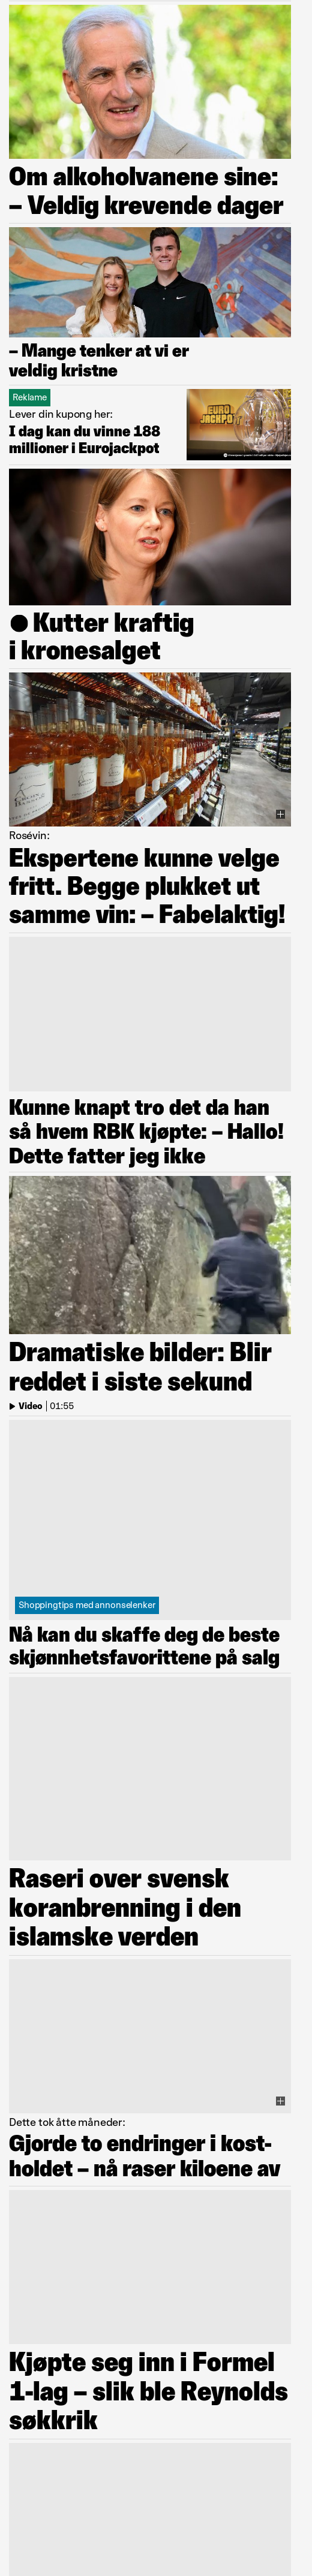 Om alkoholvanene sine:
– Veldig krevende dager
– Mange tenker at vi er
veldig kristne
Reklame
Lever din kupong her:
I dag kan du vinne 188
millioner i Eurojackpot
EURO
JACKPOT
● Kutter kraftig
i kronesalget
Rosévin:
Ekspertene kunne velge
fritt. Begge plukket ut
samme vin: – Fabelaktig!
Kunne knapt tro det da han
så hvem RBK kjøpte: – Hallo!
Dette fatter jeg ikke
Dramatiske bilder: Blir
reddet i siste sekund
Video | 01:55
Shoppingtips med annonselenker
Nå kan du skaffe deg de beste
skjønnhetsfavorittene på salg
Raseri over svensk
koranbrenning i den
islamske verden
Dette tok åtte måneder:
Gjorde to endringer i kost-
holdet – nå raser kiloene av
Kjøpte seg inn i Formel
1-lag – slik ble Reynolds
søkkrik